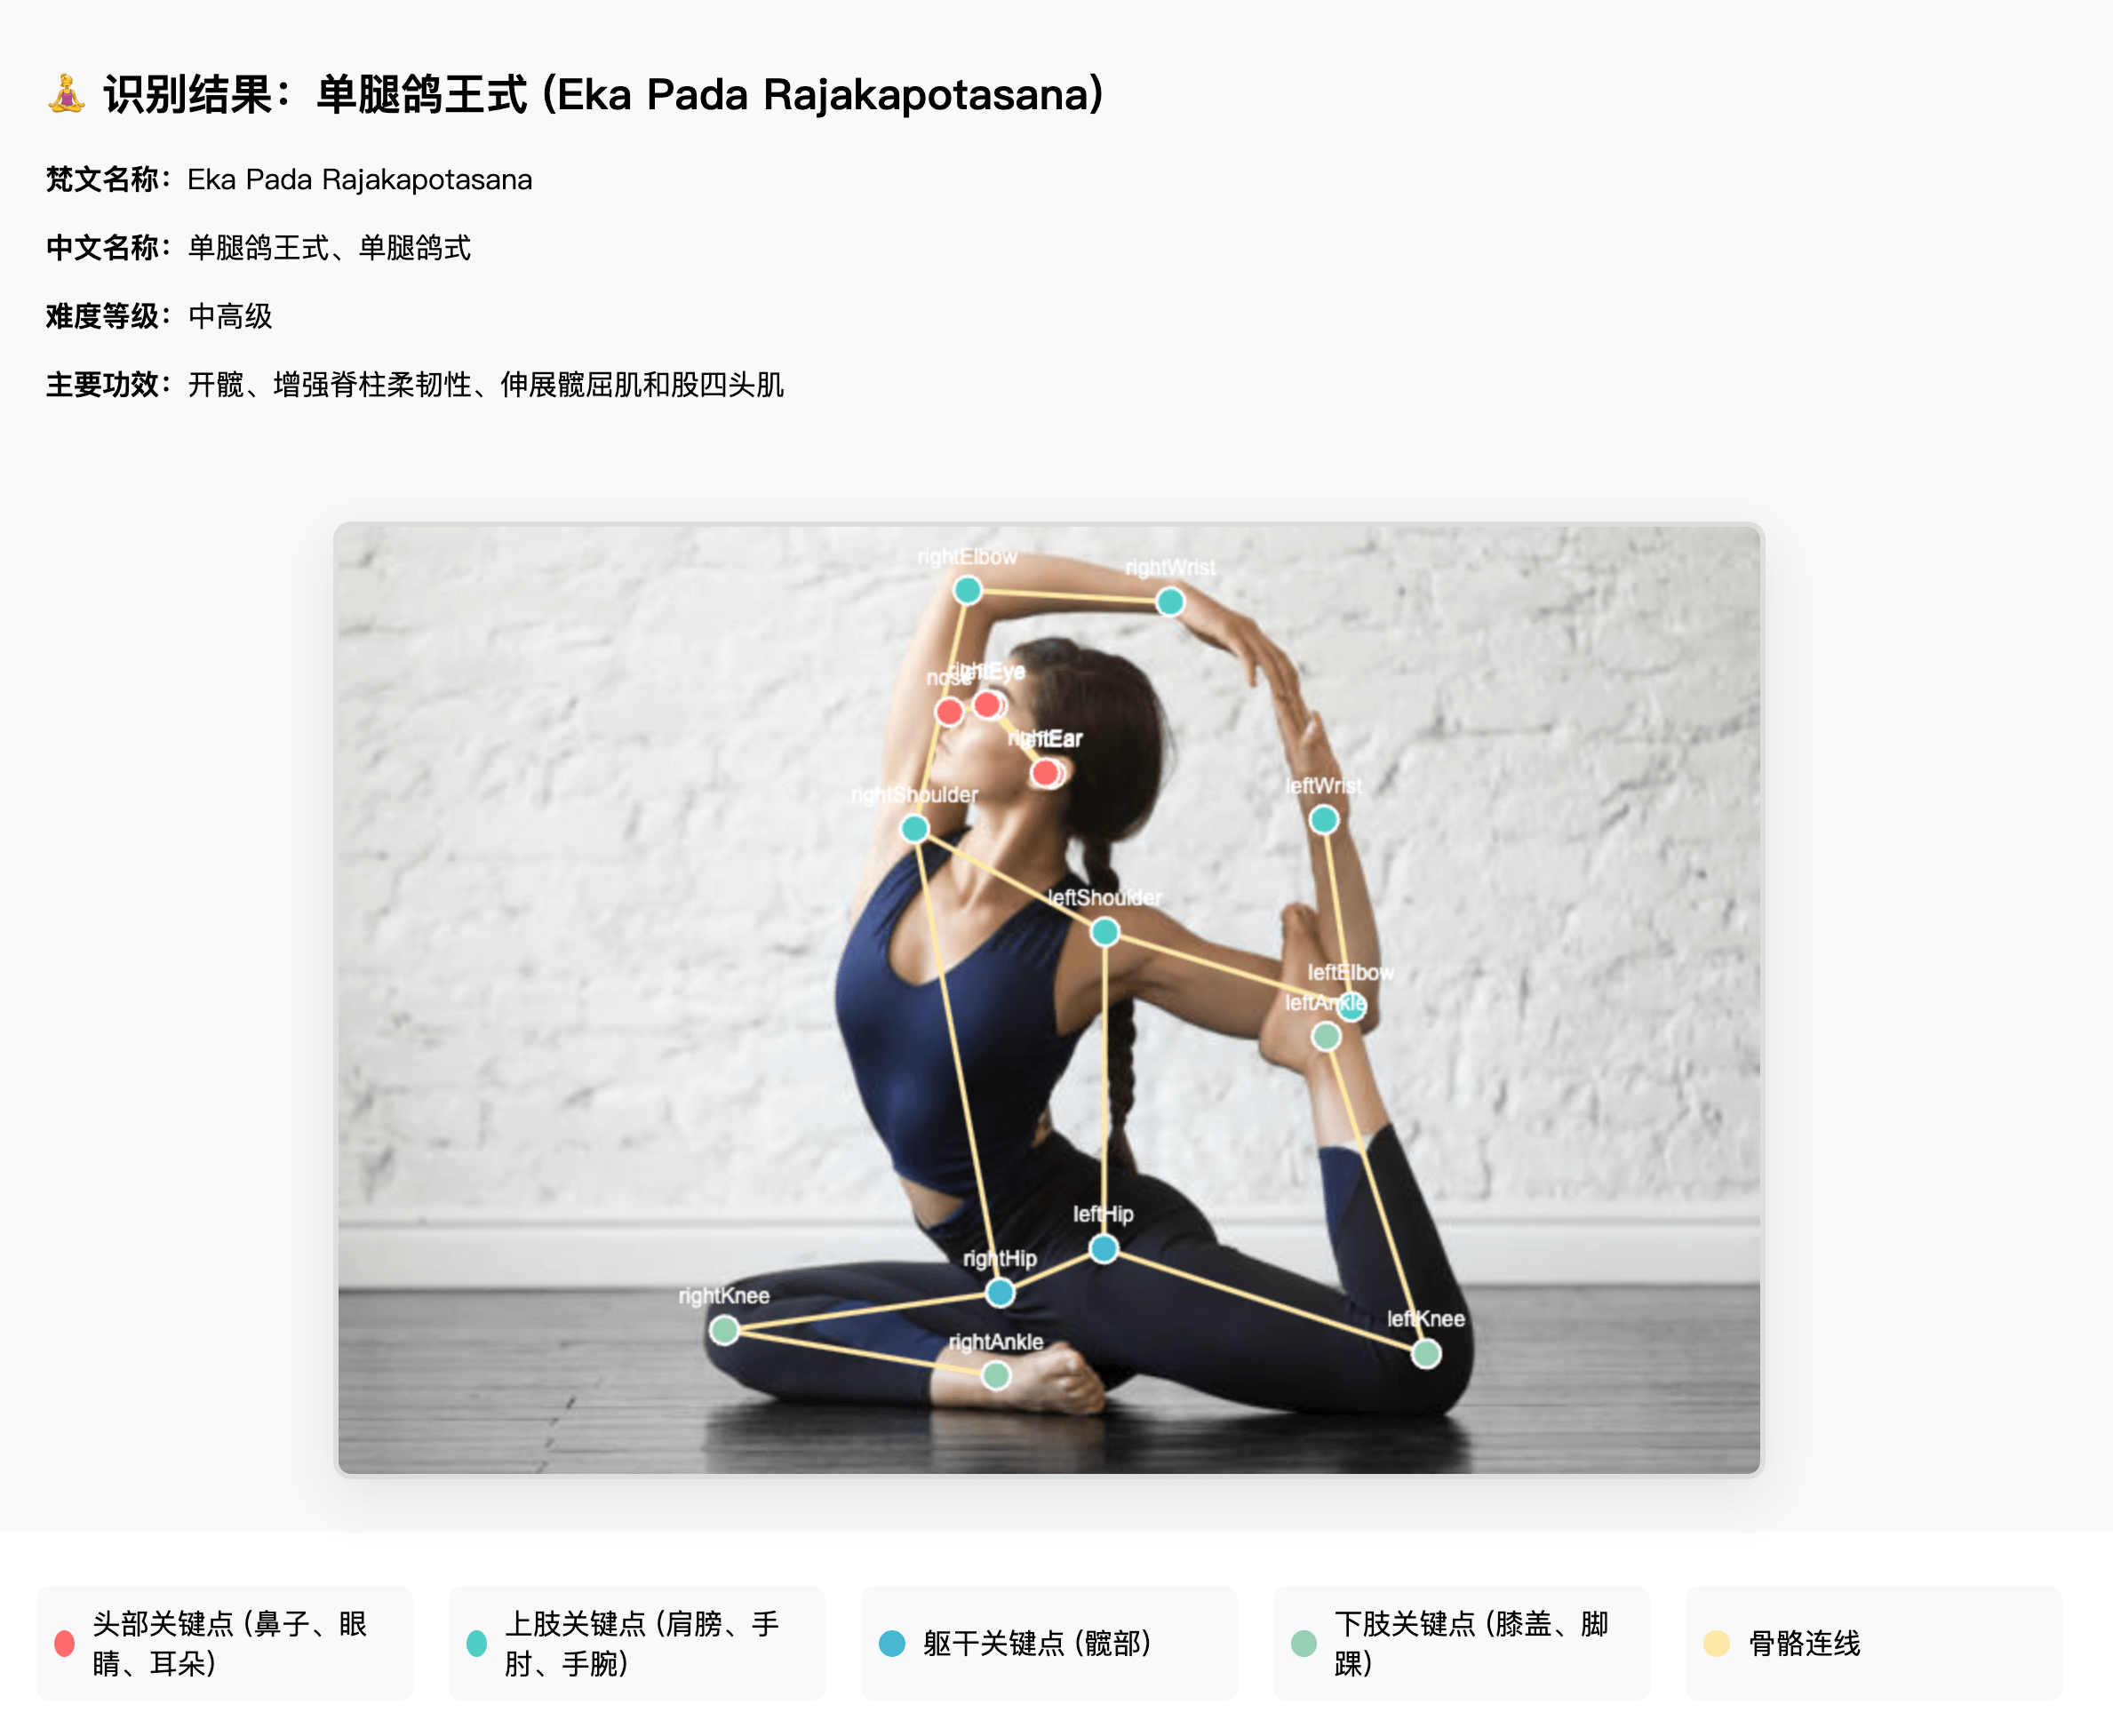 🧘 识别结果：单腿鸽王式 (Eka Pada Rajakapotasana)
梵文名称：Eka Pada Rajakapotasana
中文名称：单腿鸽王式、单腿鸽式
难度等级：中高级
主要功效：开髋、增强脊柱柔韧性、伸展髋屈肌和股四头肌
rightElbow
rightWrist
rightEye
nose
rightEar
leftWrist
rightShoulder
leftShoulder
leftElbow
leftAnkle
leftHip
rightHip
rightKnee
leftKnee
rightAnkle
头部关键点 (鼻子、眼
睛、耳朵)
上肢关键点 (肩膀、手
肘、手腕)
躯干关键点 (髋部)
下肢关键点 (膝盖、脚
踝)
骨骼连线